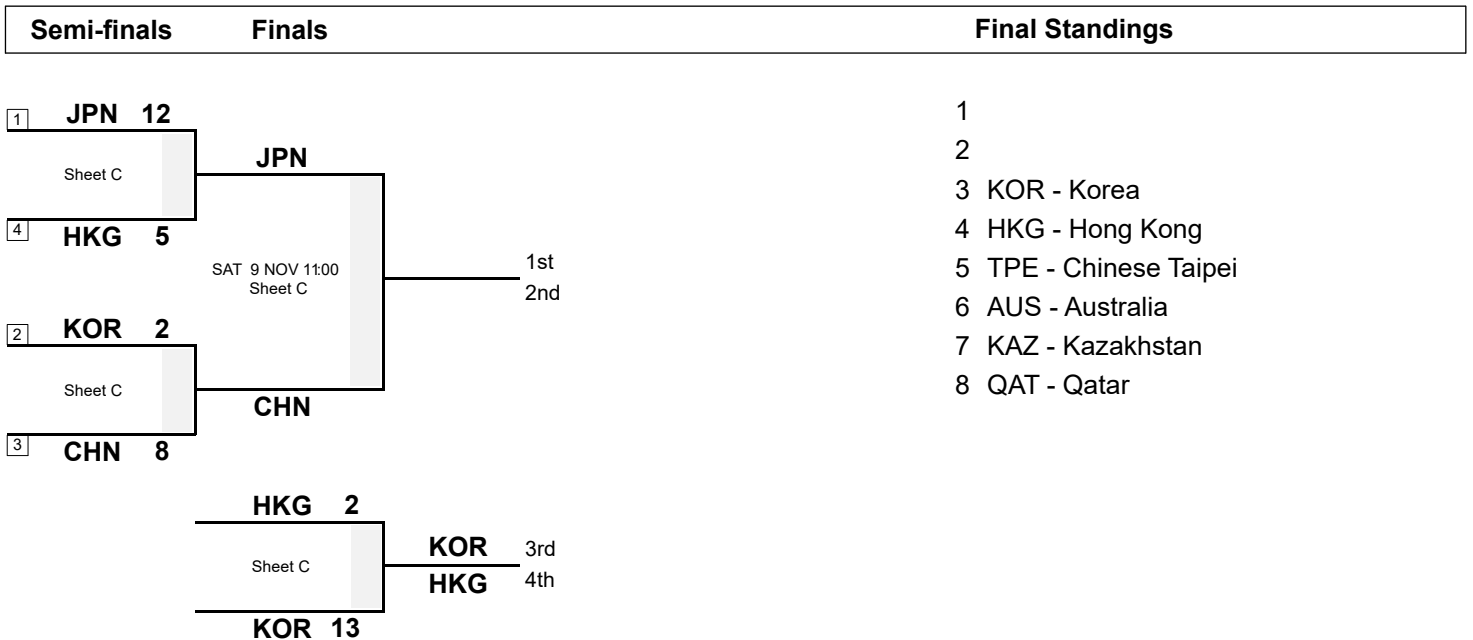 Semi-finals Finals Final Standings
1 JPN 12
Sheet C
4 HKG 5
JPN
SAT 9 NOV 11:00
Sheet C
CHN
1st
2nd
2 KOR 2
Sheet C
3 CHN 8
HKG 2
Sheet C
KOR 13
KOR 3rd
HKG 4th
1
2
3 KOR - Korea
4 HKG - Hong Kong
5 TPE - Chinese Taipei
6 AUS - Australia
7 KAZ - Kazakhstan
8 QAT - Qatar